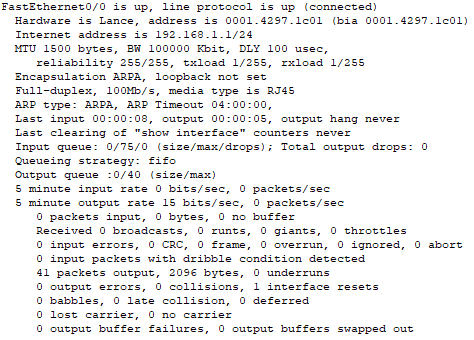 FastEthernet0/0 is up, line protocol is up (connected)
Hardware is Lance, address is 0001.4297.1c01 (bia 0001.4297.1c01)
Internet address is 192.168.1.1/24
MTU 1500 bytes, BW 100000 Kbit, DLY 100 usec,
reliability 255/255, txload 1/255, rxload 1/255
Encapsulation ARPA, loopback not set
Full-duplex, 100Mb/s, media type is RJ45
ARP type: ARPA, ARP Timeout 04:00:00,
Last input 00:00:08, output 00:00:05, output hang never
Last clearing of "show interface" counters never
Input queue: 0/75/0 (size/max/drops); Total output drops: 0
Queueing strategy: fifo
Output queue :0/40 (size/max)
5 minute input rate 0 bits/sec, 0 packets/sec
5 minute output rate 15 bits/sec, 0 packets/sec
0 packets input, 0 bytes, 0 no buffer
Received 0 broadcasts, 0 runts, 0 giants, 0 throttles
0 input errors, 0 CRC, 0 frame, 0 overrun, 0 ignored, 0 abort
0 input packets with dribble condition detected
41 packets output, 2096 bytes, 0 underruns
0 output errors, 0 collisions, 1 interface resets
0 babbles, 0 late collision, 0 deferred
0 lost carrier, 0 no carrier
0 output buffer failures, 0 output buffers swapped out